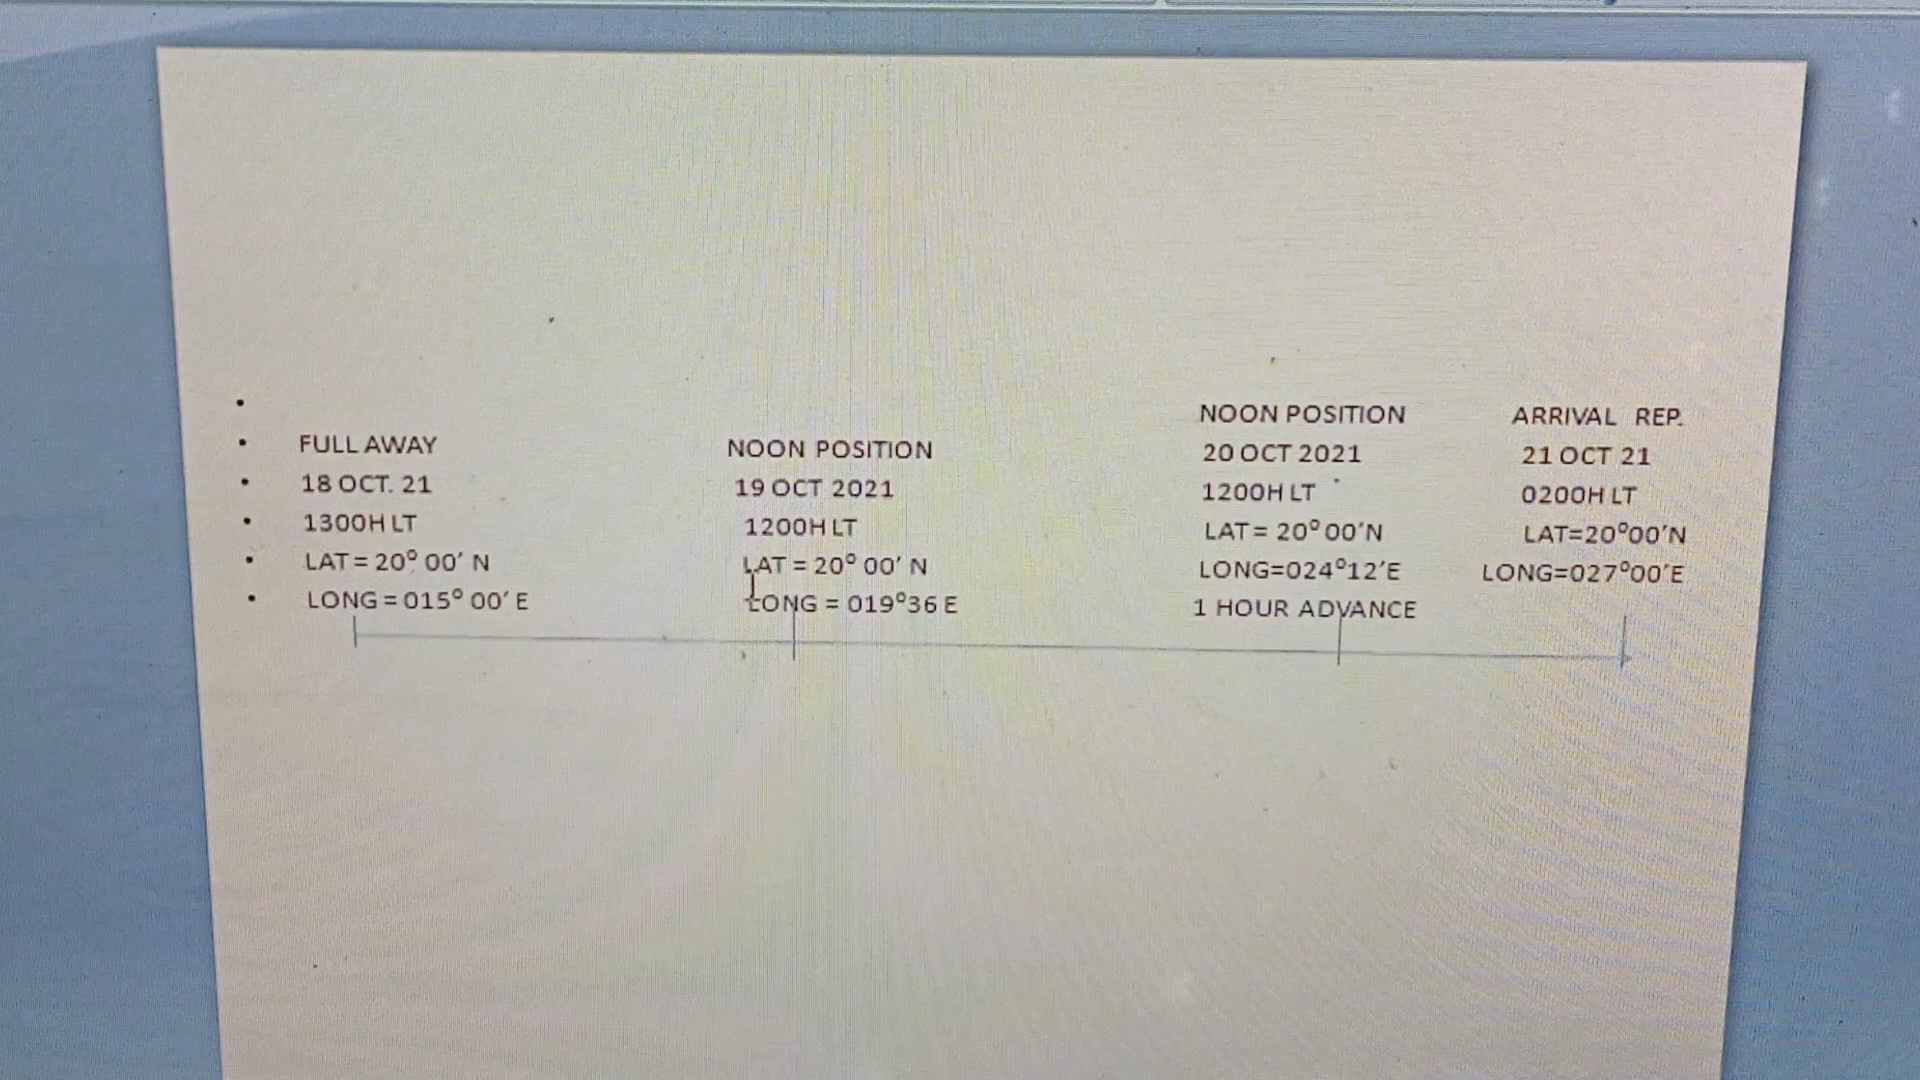 FULL AWAY
18 OCT. 21
1300H LT
LAT = 20° 00' N
LONG = 015° 00' E
NOON POSITION
19 OCT 2021
1200H LT
LAT = 20° 00' N
LONG = 019°36 E
NOON POSITION
20 OCT 2021
1200H LT
LAT = 20° 00'N
LONG=024°12'E
1 HOUR ADVANCE
ARRIVAL REP.
21 OCT 21
0200H LT
LAT=20°00'N
LONG=027°00'E